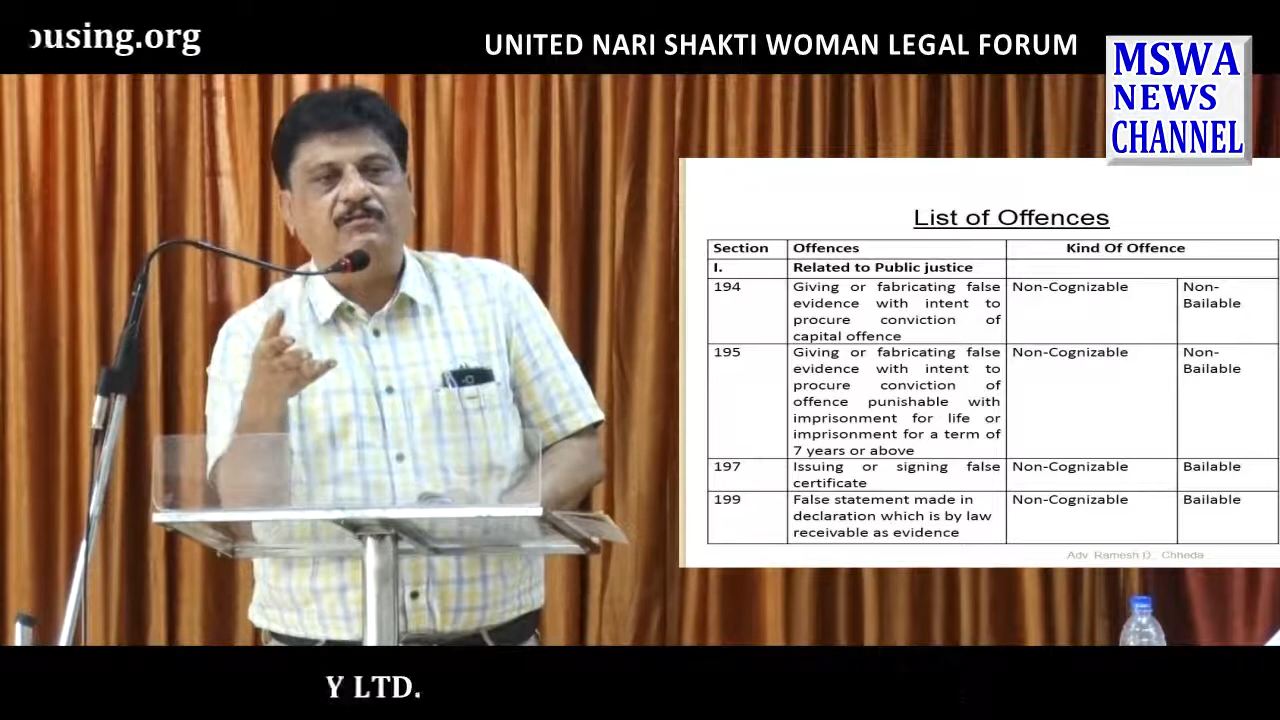 ousing.org
UNITED NARI SHAKTI WOMAN LEGAL FORUM
MSWA
NEWS
CHANNEL
List of Offences
Section Offences Kind Of Offence
I. Related to Public justice
194 Giving or fabricating false Non-Cognizable Non-
evidence with intent to Bailable
procure conviction of
capital offence
195 Giving or fabricating false Non-Cognizable Non-
evidence with intent to Bailable
procure conviction of
offence punishable with
imprisonment for life or
imprisonment for a term of
7 years or above
197 Issuing or signing false Non-Cognizable Bailable
certificate
199 False statement made in Non-Cognizable Bailable
declaration which is by law
receivable as evidence
Adv Ramesh D. Chheda
Y LTD.